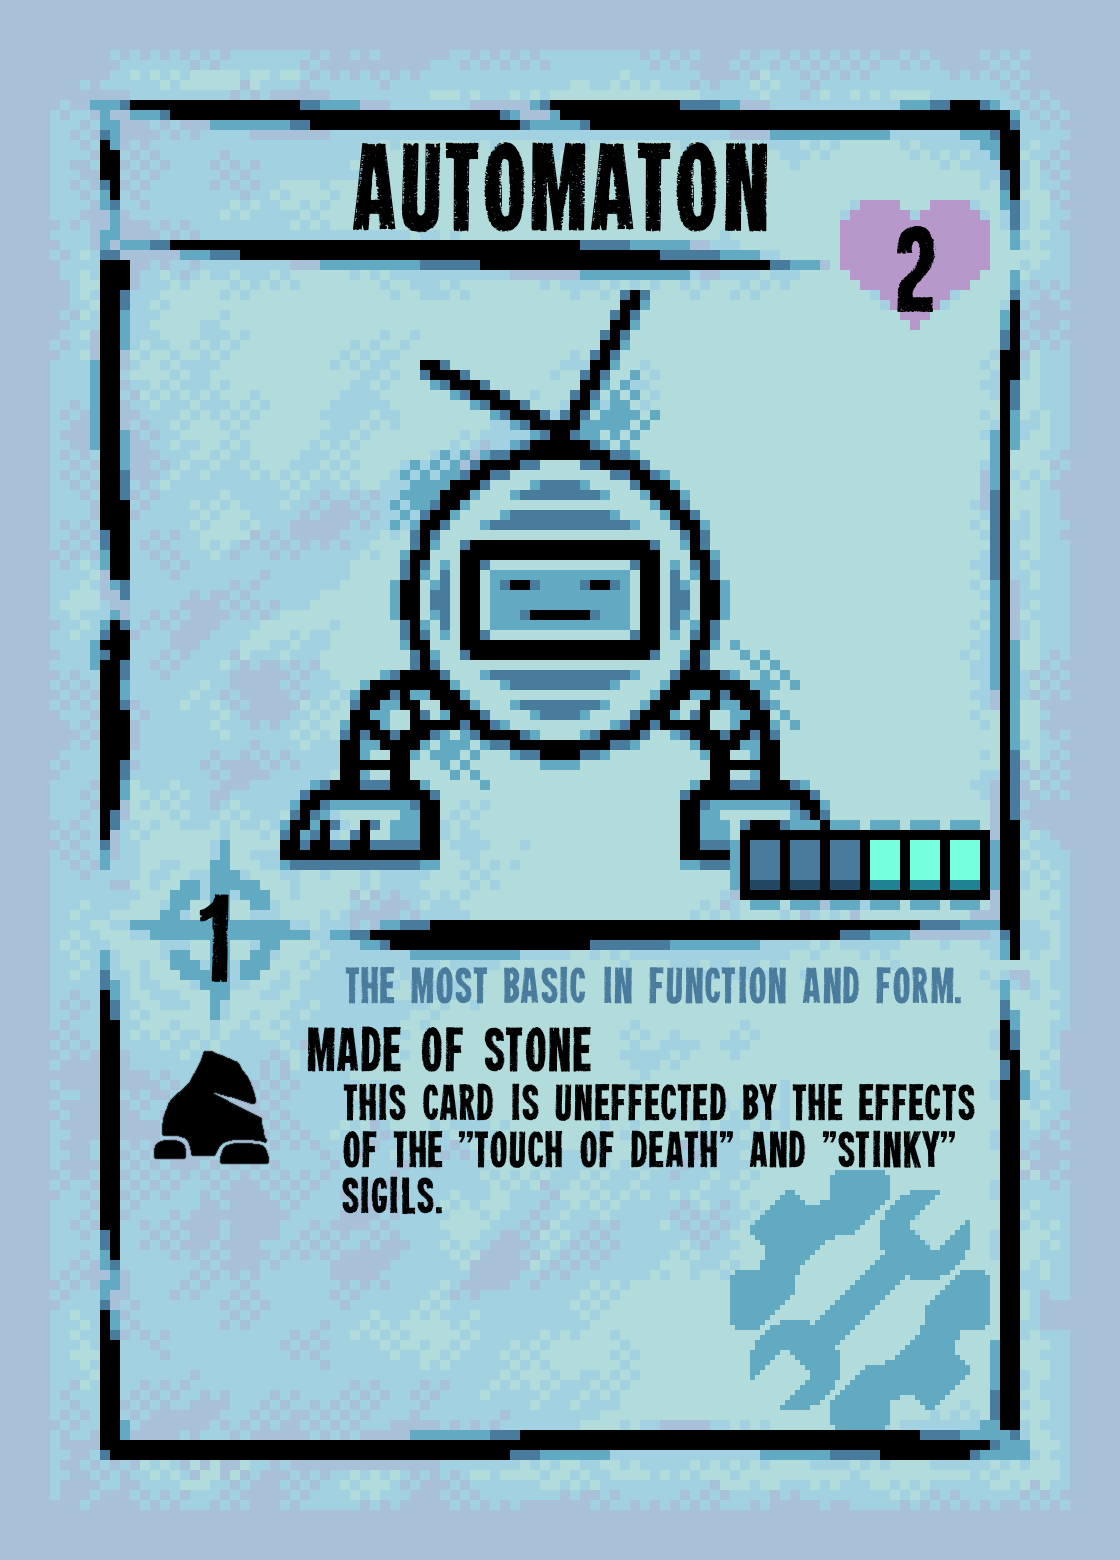 AUTOMATON
2
1
THE MOST BASIC IN FUNCTION AND FORM.
MADE OF STONE
THIS CARD IS UNEFFECTED BY THE EFFECTS
OF THE "TOUCH OF DEATH" AND "STINKY"
SIGILS.